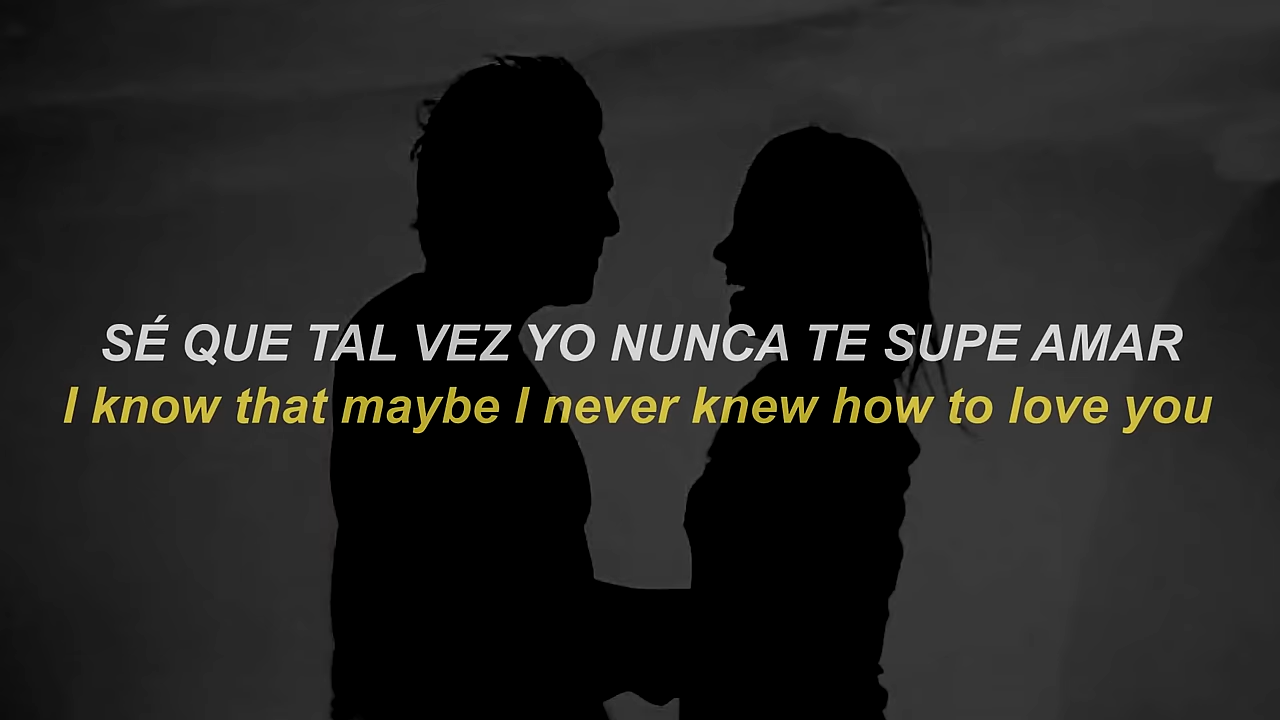 SÉ QUE TAL VEZ YO NUNCA TE SUPE AMAR
I know that maybe I never knew how to love you